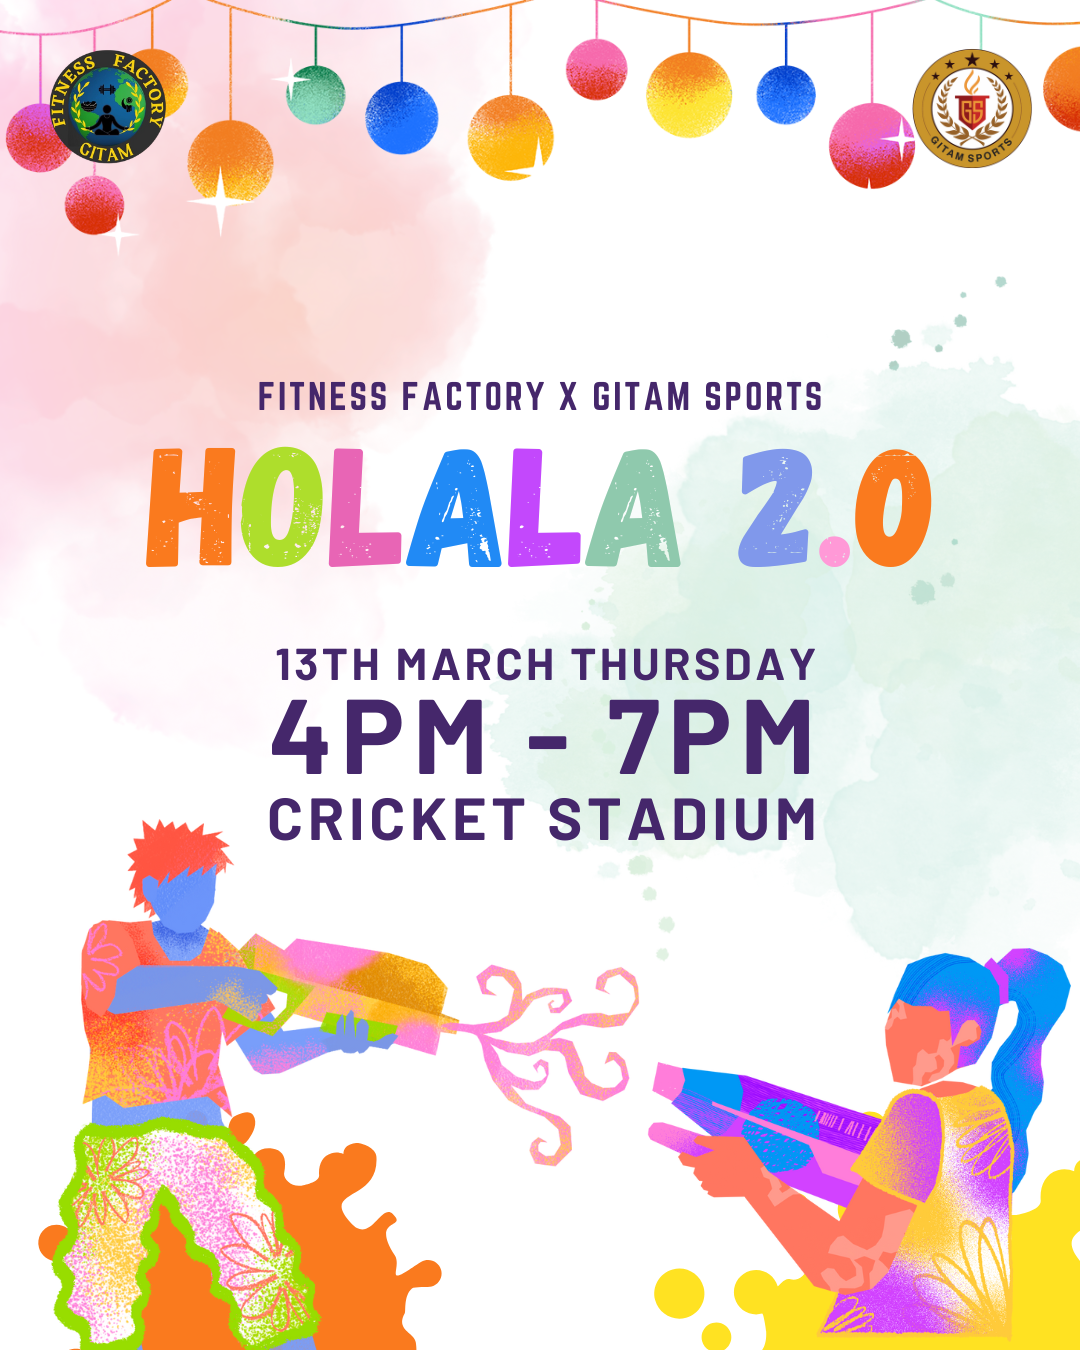 FITNESS FACTORY
GITAM
GS
GITAM SPORTS
FITNESS FACTORY X GITAM SPORTS
HOLALA 2.0
13TH MARCH THURSDAY
4PM - 7PM
CRICKET STADIUM